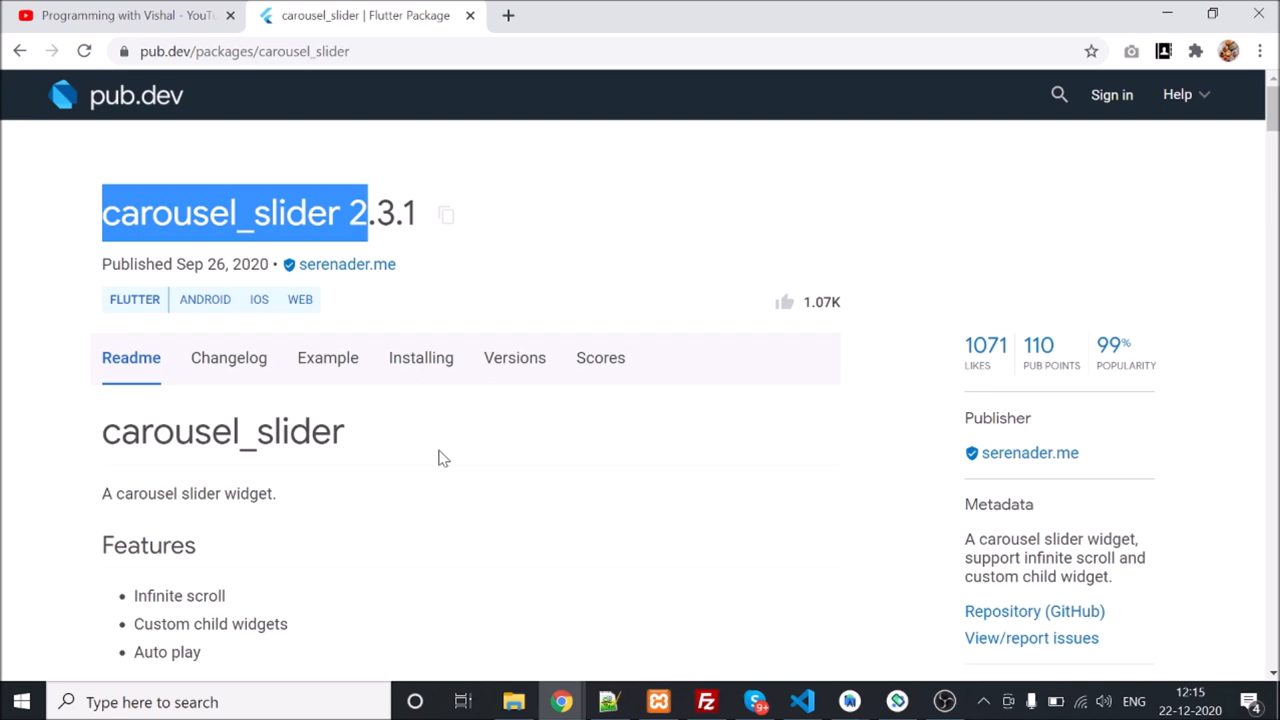 Programming with Vishal - YouTu
carousel_slider | Flutter Package
pub.dev/packages/carousel_slider
pub.dev
Sign in
Help
carousel_slider 2.3.1
Published Sep 26, 2020 • serenader.me
FLUTTER ANDROID IOS WEB
1.07K
Readme Changelog Example Installing Versions Scores
1071 110 99%
LIKES PUB POINTS POPULARITY
carousel_slider
A carousel slider widget.
Features
• Infinite scroll
• Custom child widgets
• Auto play
Publisher
serenader.me
Metadata
A carousel slider widget,
support infinite scroll and
custom child widget.
Repository (GitHub)
View/report issues
Type here to search
9+
ENG
12:15
22-12-2020
4